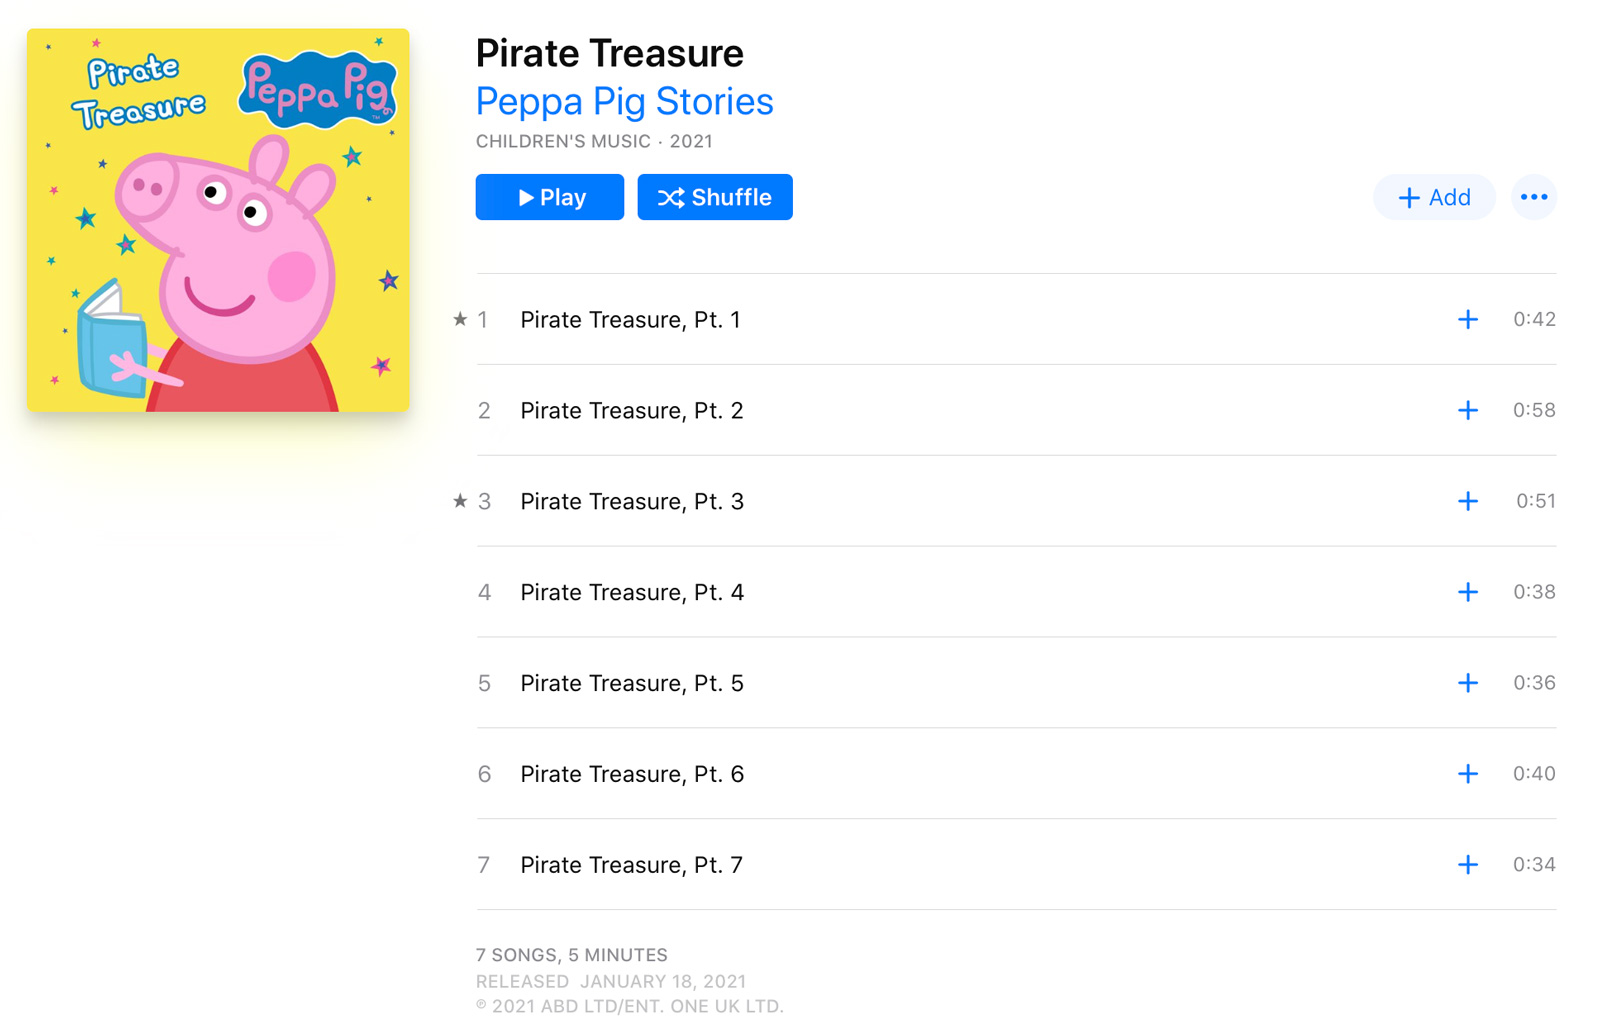 Pirate
Treasure
Peppa Pig
TM
Pirate Treasure
Peppa Pig Stories
CHILDREN'S MUSIC · 2021
Play
Shuffle
+ Add
•••
★ 1 Pirate Treasure, Pt. 1 + 0:42
2 Pirate Treasure, Pt. 2 + 0:58
★ 3 Pirate Treasure, Pt. 3 + 0:51
4 Pirate Treasure, Pt. 4 + 0:38
5 Pirate Treasure, Pt. 5 + 0:36
6 Pirate Treasure, Pt. 6 + 0:40
7 Pirate Treasure, Pt. 7 + 0:34
7 SONGS, 5 MINUTES
RELEASED JANUARY 18, 2021
℗ 2021 ABD LTD/ENT. ONE UK LTD.